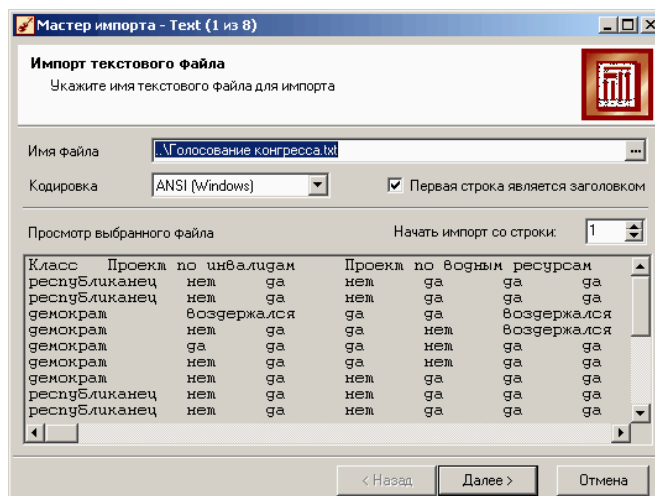 Мастер импорта - Text (1 из 8)
Импорт текстового файла
Укажите имя текстового файла для импорта
Имя файла ..\Голосование конгресса.txt ...
Кодировка ANSI (Windows) Первая строка является заголовком
Просмотр выбранного файла Начать импорт со строки: 1
Класс Проект по инвалидам Проект по водным ресурсам
республиканец нет да нет да да да
республиканец нет да нет да да да
демократ воздержался да да воздержался
демократ нет да да нет воздержался
демократ да да да нет да да
демократ нет да да нет да да
демократ нет да нет да да да
республиканец нет да нет да да да
республиканец нет да нет да да да
< Назад Далее > Отмена